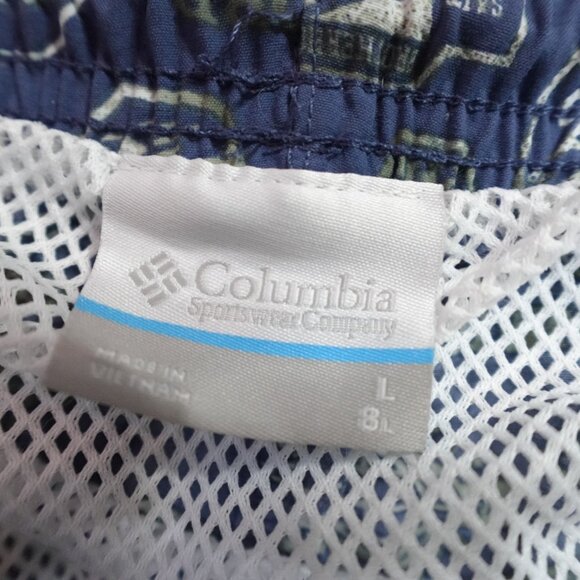 Columbia
Sportswear Company
MADE IN
VIETNAM
L
8L